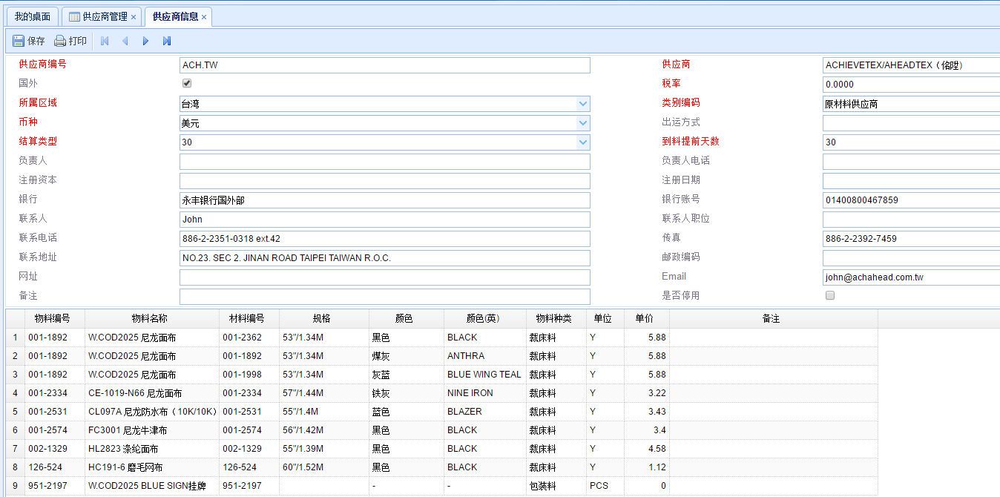 我的桌面 供应商管理 × 供应商信息 ×
保存 打印
供应商编号 ACH.TW 供应商 ACHIEVETEX/AHEADTEX（佲陞）
国外 税率 0.0000
所属区域 台湾 类别编码 原材料供应商
币种 美元 出运方式
结算类型 30 到料提前天数 30
负责人 负责人电话
注册资本 注册日期
银行 永丰银行国外部 银行账号 01400800467859
联系人 John 联系人职位
联系电话 886-2-2351-0318 ext.42 传真 886-2-2392-7459
联系地址 NO.23. SEC 2. JINAN ROAD TAIPEI TAIWAN R.O.C. 邮政编码
网址 Email john@achahead.com.tw
备注 是否停用
物料编号 物料名称 材料编号 规格 颜色 颜色(英) 物料种类 单位 单价 备注
1 001-1892 W.COD2025 尼龙面布 001-2362 53"/1.34M 黑色 BLACK 裁床料 Y 5.88
2 001-1892 W.COD2025 尼龙面布 001-1892 53"/1.34M 煤灰 ANTHRA 裁床料 Y 5.88
3 001-1892 W.COD2025 尼龙面布 001-1998 53"/1.34M 灰蓝 BLUE WING TEAL 裁床料 Y 5.88
4 001-2334 CE-1019-N66 尼龙面布 001-2334 57"/1.44M 铁灰 NINE IRON 裁床料 Y 3.22
5 001-2531 CL097A 尼龙防水布（10K/10K） 001-2531 55"/1.4M 蓝色 BLAZER 裁床料 Y 3.43
6 001-2574 FC3001 尼龙牛津布 001-2574 56"/1.42M 黑色 BLACK 裁床料 Y 3.4
7 002-1329 HL2823 涤纶面布 002-1329 55"/1.39M 黑色 BLACK 裁床料 Y 4.58
8 126-524 HC191-6 磨毛网布 126-524 60"/1.52M 黑色 BLACK 裁床料 Y 1.12
9 951-2197 W.COD2025 BLUE SIGN挂牌 951-2197 - - 包装料 PCS 0